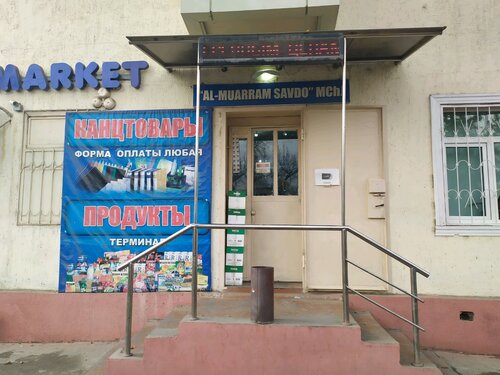 MARKET
"AL-MUARRAM SAVDO" MChJ
КАНЦТОВАРЫ
ФОРМА ОПЛАТЫ ЛЮБАЯ
ПРОДУКТЫ
ТЕРМИНАЛ